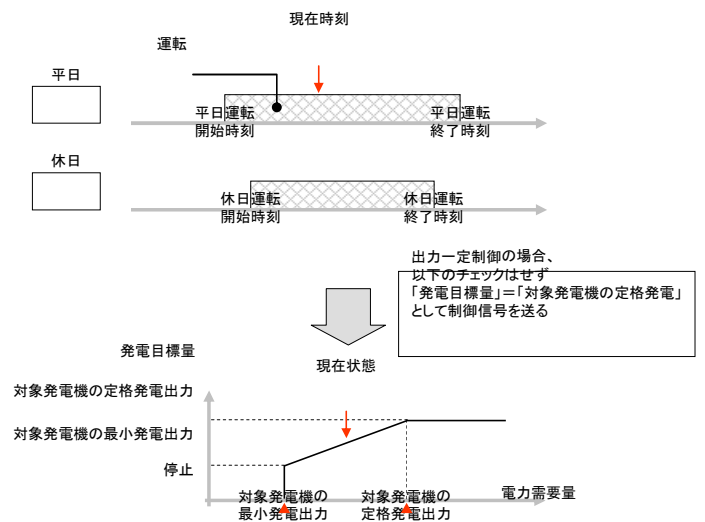 現在時刻
運転
平日
平日運転
開始時刻
平日運転
終了時刻
休日
休日運転
開始時刻
休日運転
終了時刻
出力一定制御の場合、
以下のチェックはせず
「発電目標量」＝「対象発電機の定格発電」
として制御信号を送る
発電目標量
現在状態
対象発電機の定格発電出力
対象発電機の最小発電出力
停止
対象発電機の
最小発電出力
対象発電機の
定格発電出力
電力需要量